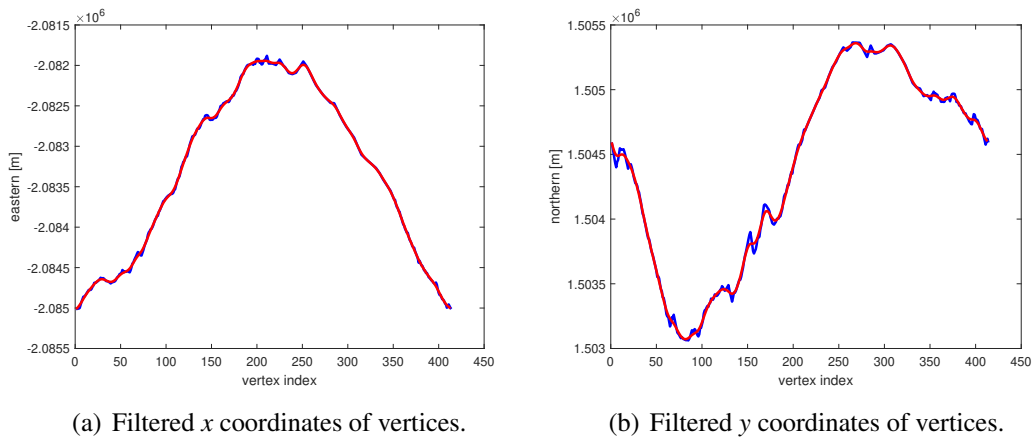 ×10⁶
-2.0815
-2.082
-2.0825
-2.083
-2.0835
-2.084
-2.0845
-2.085
-2.0855
eastern [m]
0 50 100 150 200 250 300 350 400 450
vertex index
(a) Filtered x coordinates of vertices.
×10⁶
1.5055
1.505
1.5045
1.504
1.5035
1.503
northern [m]
0 50 100 150 200 250 300 350 400 450
vertex index
(b) Filtered y coordinates of vertices.